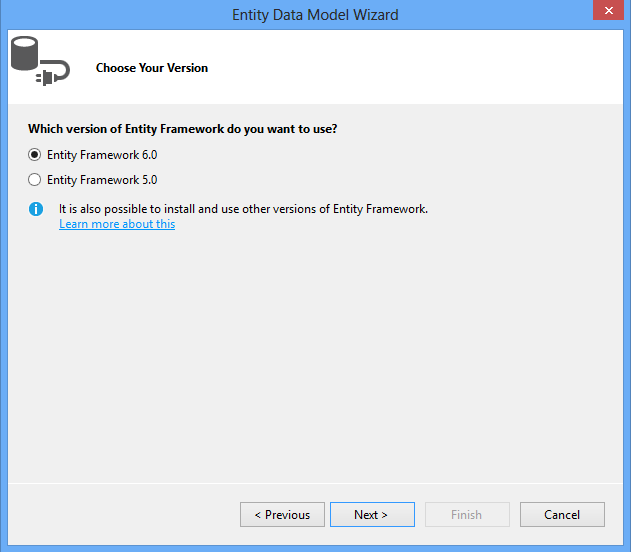 Entity Data Model Wizard
Choose Your Version
Which version of Entity Framework do you want to use?
Entity Framework 6.0
Entity Framework 5.0
It is also possible to install and use other versions of Entity Framework.
Learn more about this
< Previous
Next >
Finish
Cancel